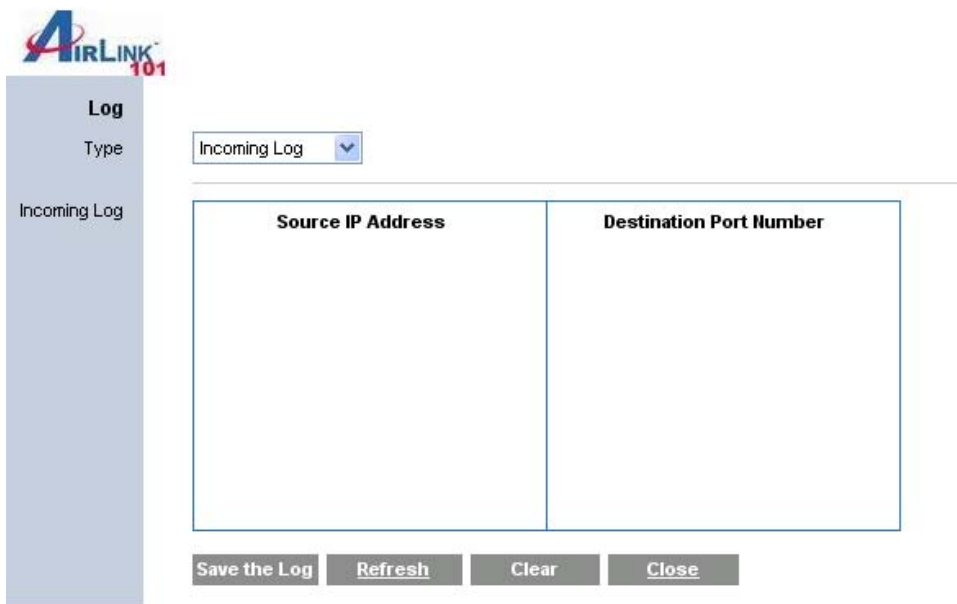 AIRLINK
101
Log
Type Incoming Log
Incoming Log
Source IP Address Destination Port Number
Save the Log Refresh Clear Close